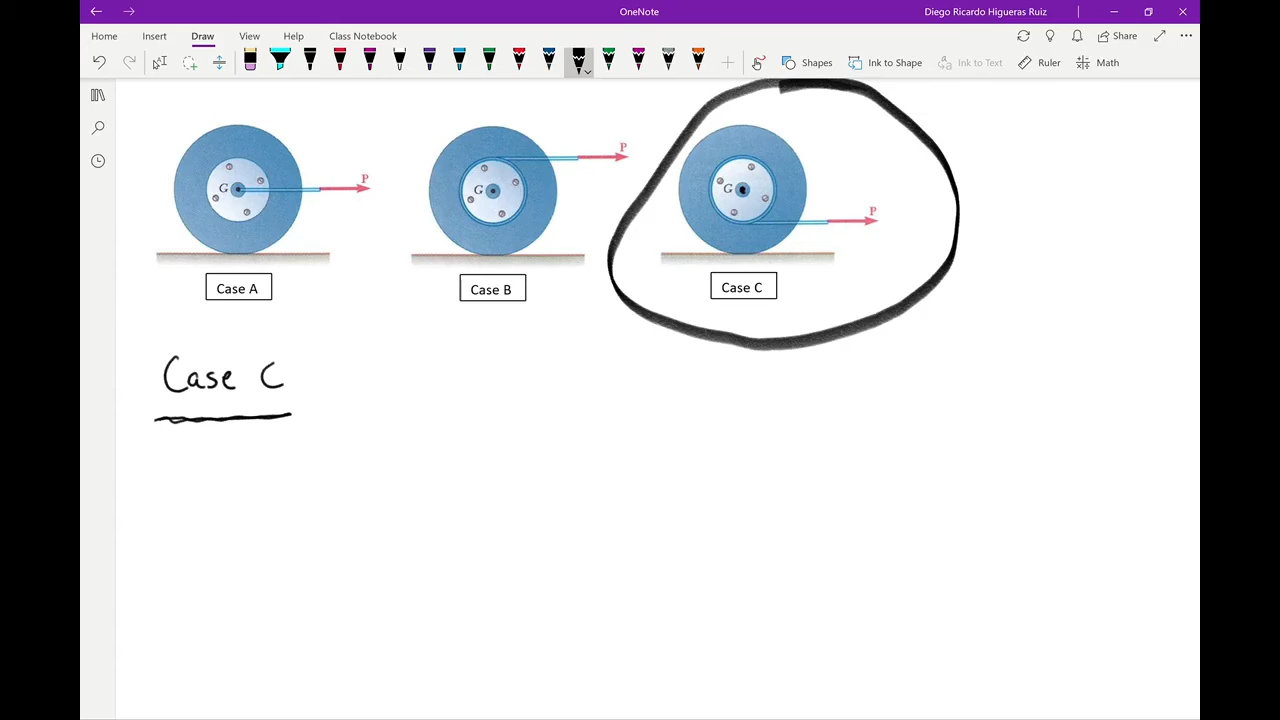 OneNote
Diego Ricardo Higueras Ruiz
Home Insert Draw View Help Class Notebook
Share
Shapes Ink to Shape Ink to Text Ruler Math
P
P
P
G
G
G
Case A
Case B
Case C
Case C